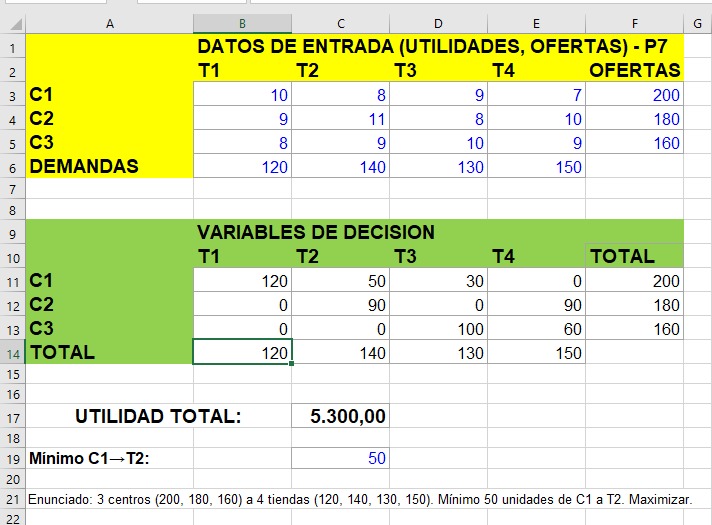 A B C D E F G
1 DATOS DE ENTRADA (UTILIDADES, OFERTAS) - P7
2 T1 T2 T3 T4 OFERTAS
3 C1 10 8 9 7 200
4 C2 9 11 8 10 180
5 C3 8 9 10 9 160
6 DEMANDAS 120 140 130 150
7
8
9 VARIABLES DE DECISION
10 T1 T2 T3 T4 TOTAL
11 C1 120 50 30 0 200
12 C2 0 90 0 90 180
13 C3 0 0 100 60 160
14 TOTAL 120 140 130 150
15
16
17 UTILIDAD TOTAL: 5.300,00
18
19 Mínimo C1→T2: 50
20
21 Enunciado: 3 centros (200, 180, 160) a 4 tiendas (120, 140, 130, 150). Mínimo 50 unidades de C1 a T2. Maximizar.
22